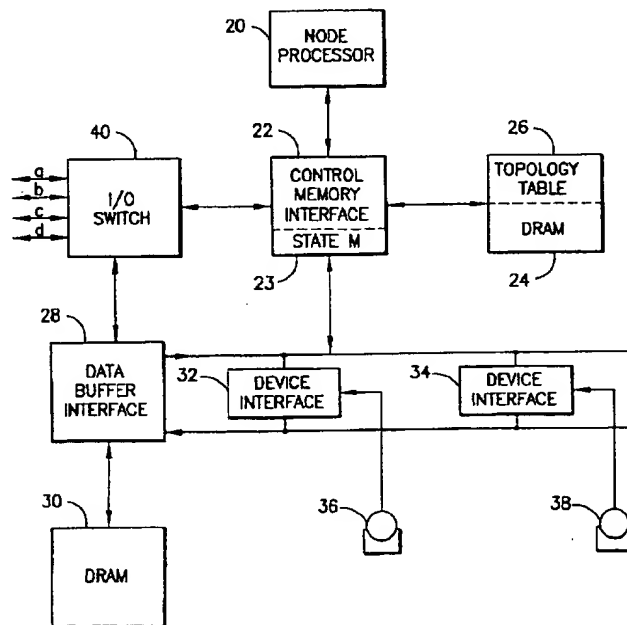 20
NODE
PROCESSOR
40
22
26
a
b
c
d
I/O
SWITCH
CONTROL
MEMORY
INTERFACE
STATE M
TOPOLOGY
TABLE
DRAM
23
24
28
DATA
BUFFER
INTERFACE
32
DEVICE
INTERFACE
34
DEVICE
INTERFACE
30
DRAM
36
38